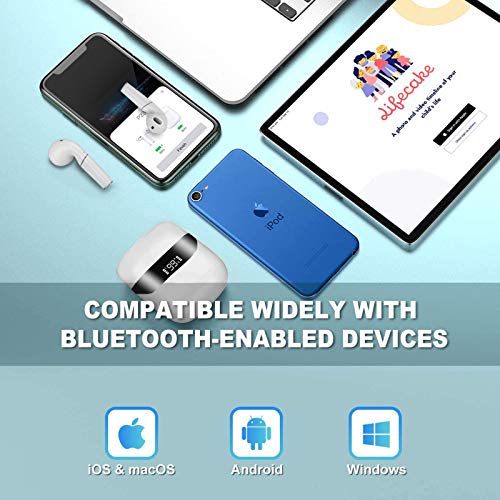 Lifecake
A photo and video timeline of your
child's life
iPod
199
COMPATIBLE WIDELY WITH
BLUETOOTH-ENABLED DEVICES
iOS & macOS
Android
Windows